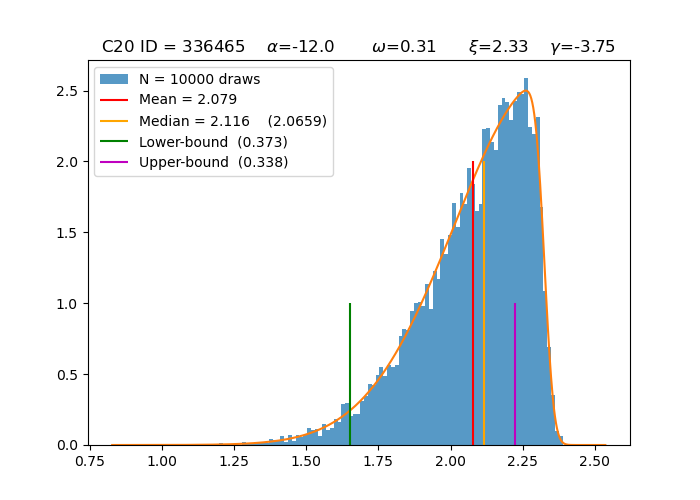 C20 ID = 336465 α=-12.0 ω=0.31 ξ=2.33 γ=-3.75
N = 10000 draws
Mean = 2.079
Median = 2.116 (2.0659)
Lower-bound (0.373)
Upper-bound (0.338)
2.5
2.0
1.5
1.0
0.5
0.0
0.75 1.00 1.25 1.50 1.75 2.00 2.25 2.50